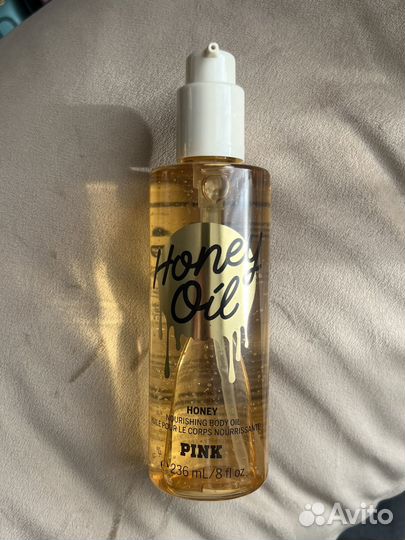 Honey
Oil
HONEY
NOURISHING BODY OIL
HUILE POUR LE CORPS NOURRISSANTE
PINK
236 mL/8 fl oz.
Avito